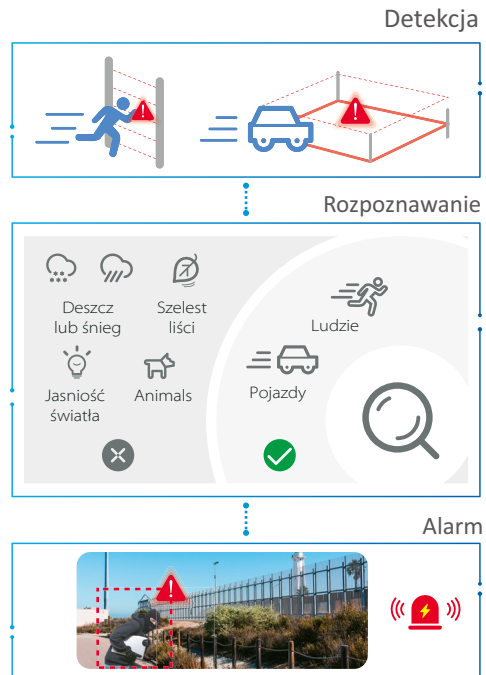 Detekcja
Rozpoznawanie
Deszcz
lub śnieg
Szelest
liści
Ludzie
Jasniość
światła
Animals
Pojazdy
Alarm